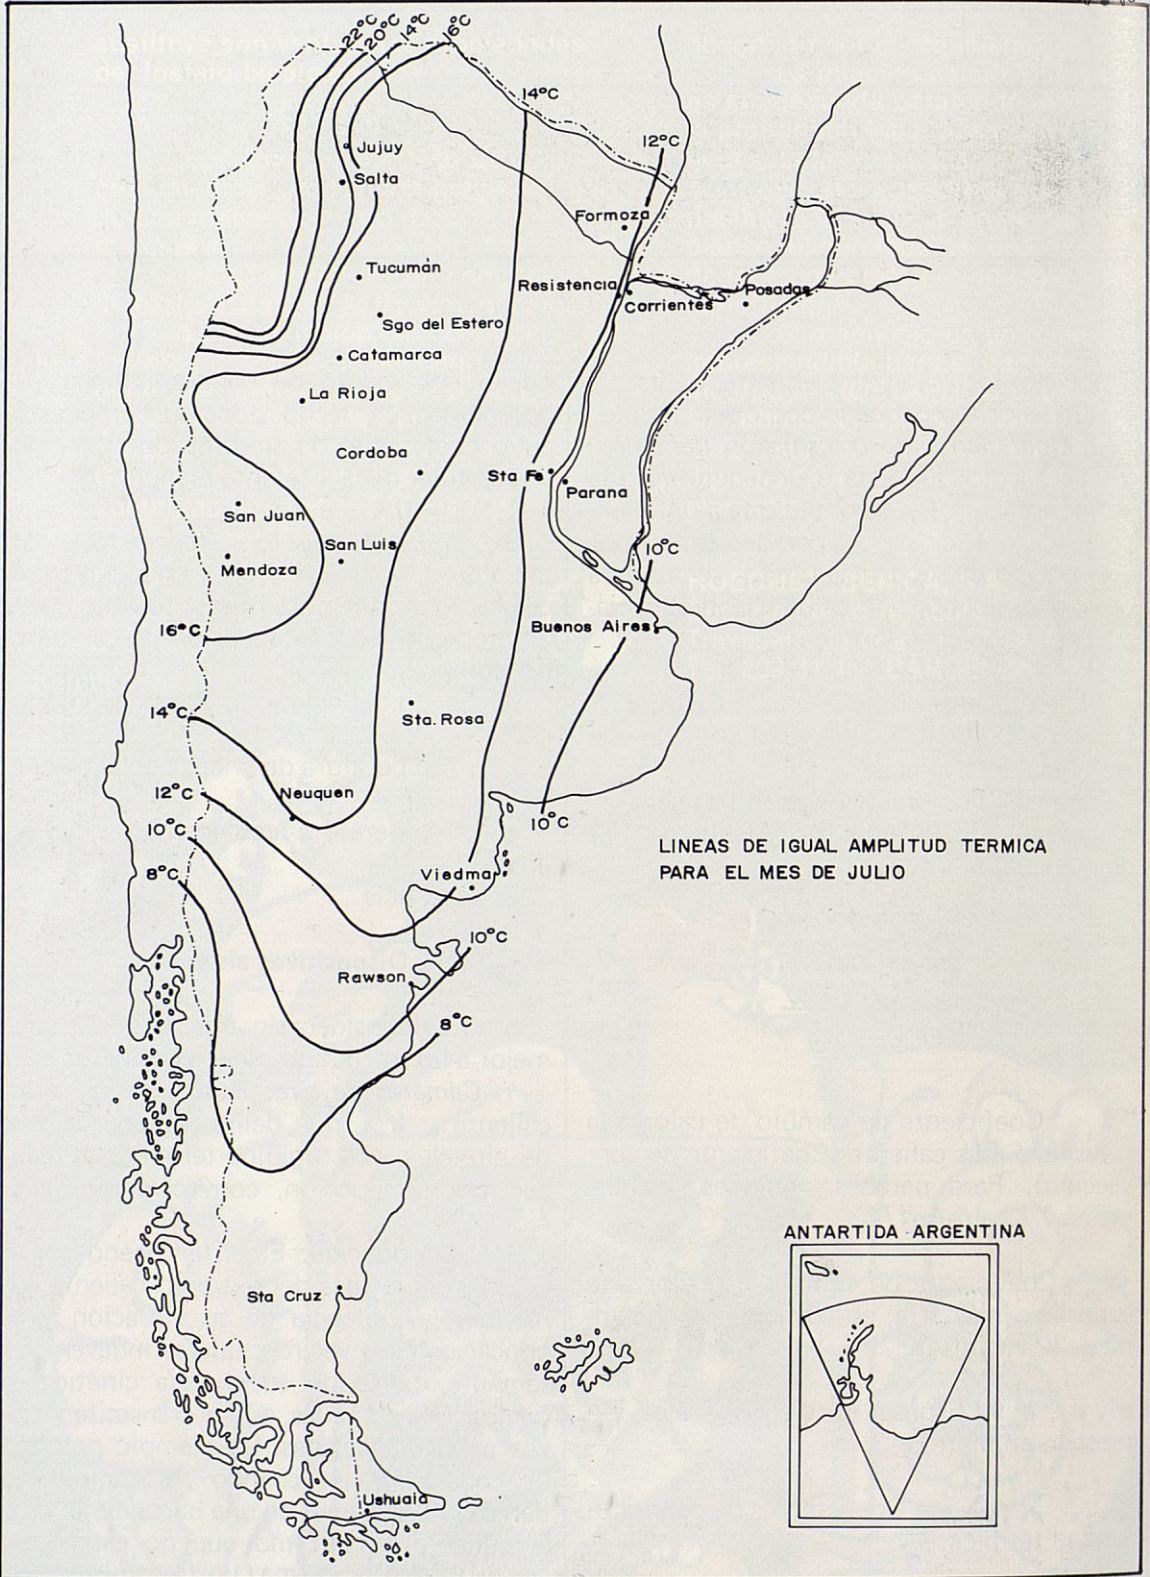 22°C
20°C
14°C
16°C
14°C
12°C
Jujuy
Salta
Formoza
Tucumán
Resistencia
Corrientes
Posadas
Sgo del Estero
Catamarca
La Rioja
Cordoba
Sta Fe
Parana
San Juan
San Luis
10°C
Mendoza
16°C
Buenos Aires
14°C
Sta. Rosa
12°C
Neuquen
10°C
10°C
LINEAS DE IGUAL AMPLITUD TERMICA
PARA EL MES DE JULIO
8°C
Viedma
10°C
Rawson
8°C
ANTARTIDA ARGENTINA
Sta Cruz
Ushuaia